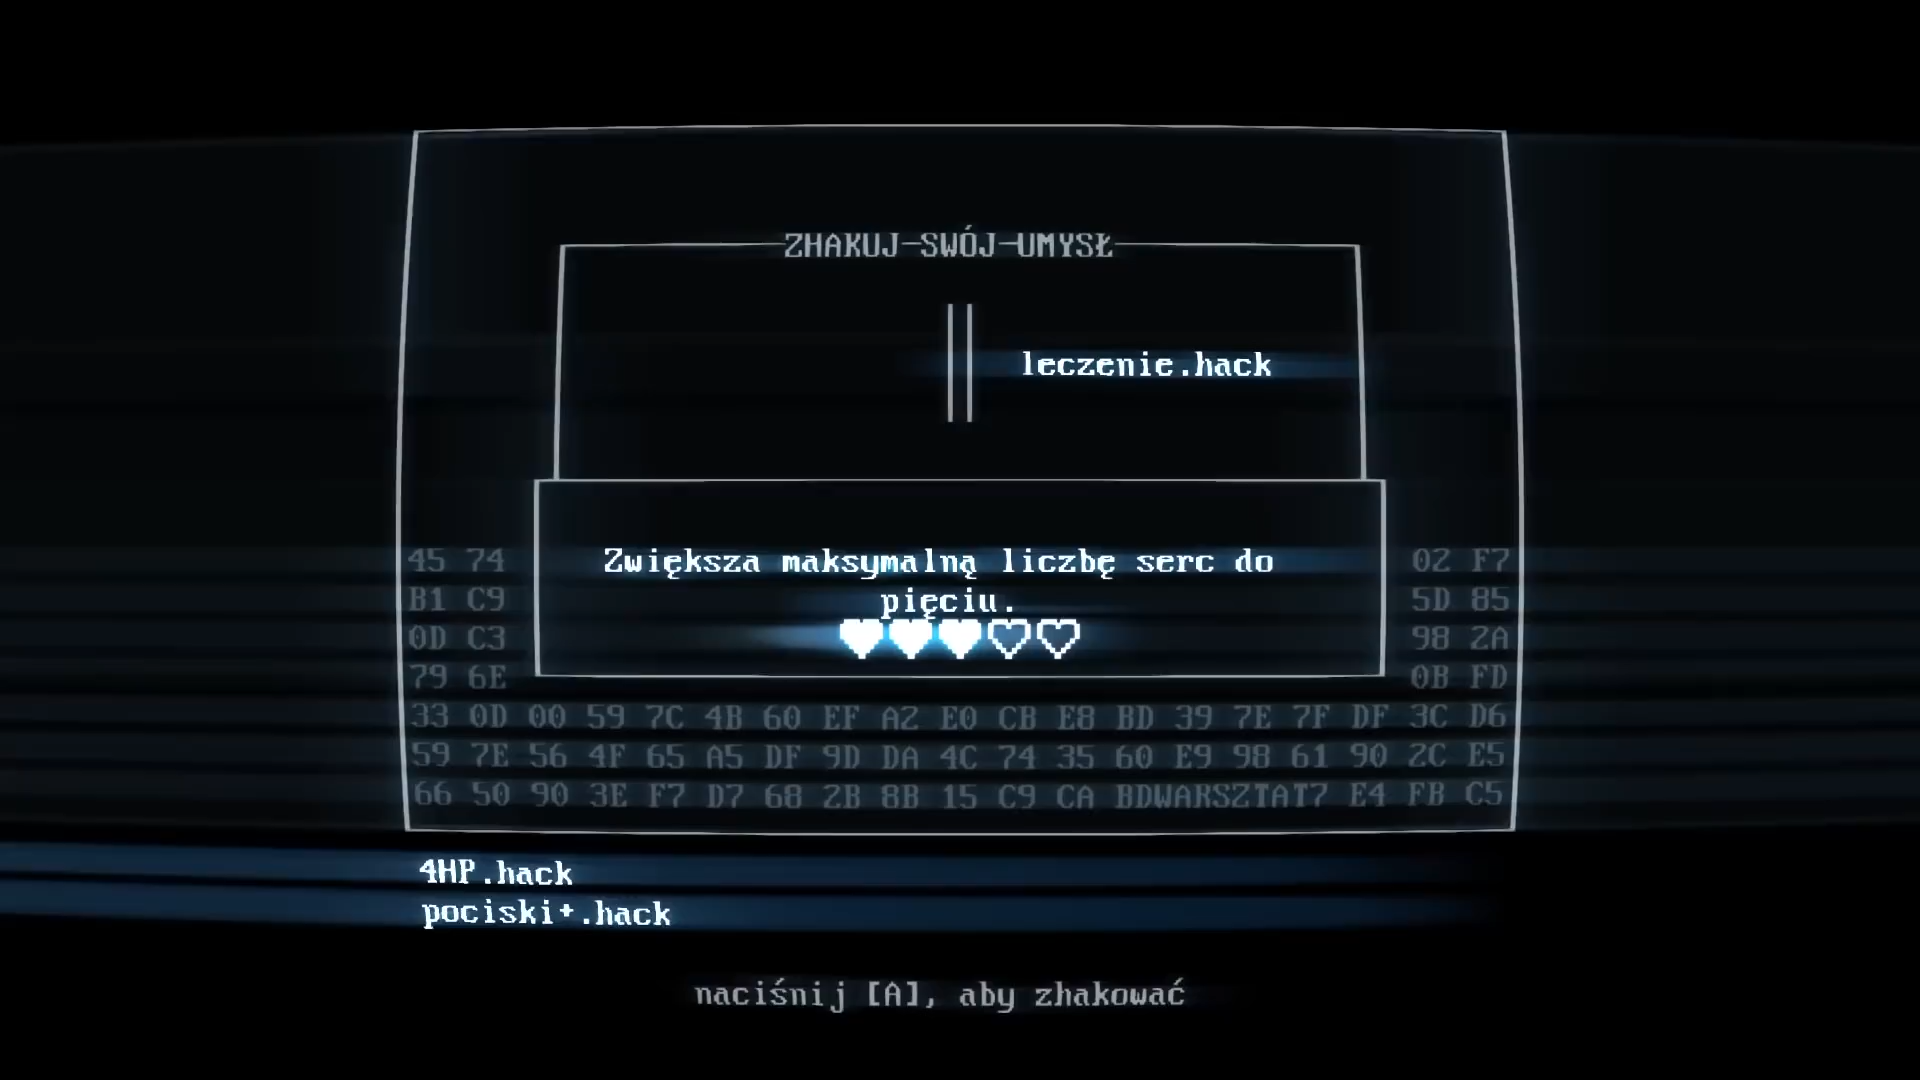 ZHAKUJ SWÓJ UMYSŁ
leczenie.hack
Zwiększa maksymalną liczbę serc do
pięciu.
45 74 02 F7
B1 C9 5D 85
0D C3 98 2A
79 6E 0B FD
33 0D 00 59 7C 4B 60 EF A2 E0 CB E8 BD 39 7E 7F DF 3C D6
59 7E 56 4F 65 A5 DF 9D DA 4C 74 35 60 E9 98 61 90 2C E5
66 50 90 3E F7 D7 68 2B 8B 15 C9 CA BDWARSZTAT7 E4 FB C5
4HP.hack
pociski+.hack
naciśnij [A], aby zhakować